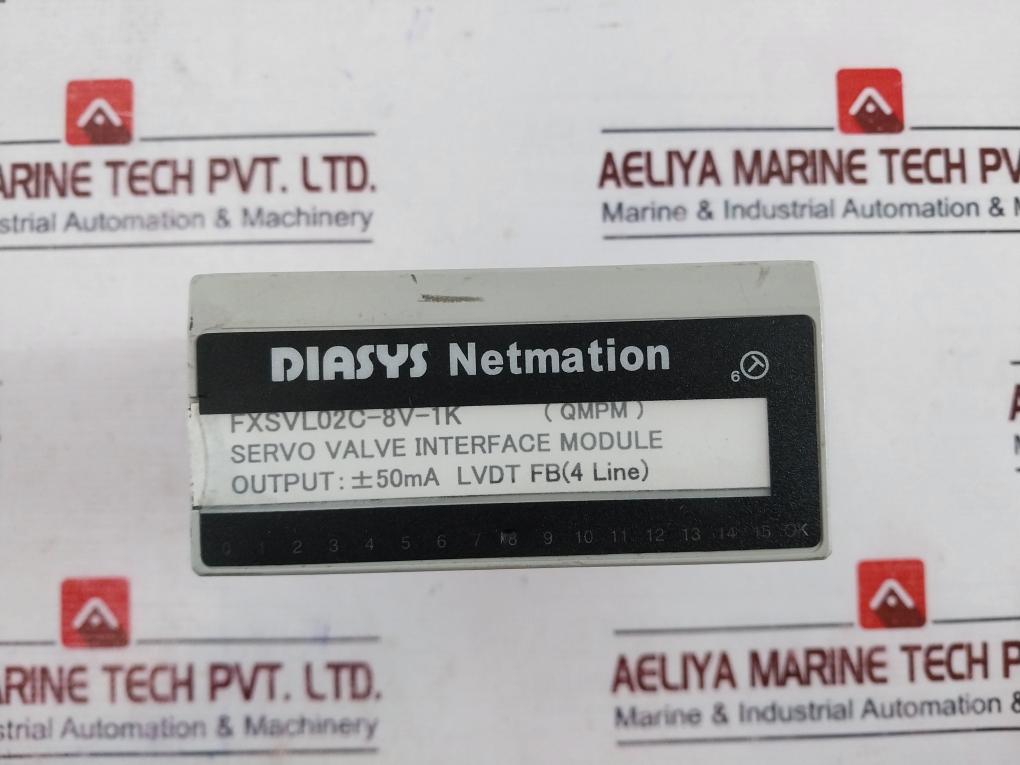 ARINE TECH PVT. LTD.
strial Automation & Machinery
AELIYA MARINE TECH PV
Marine & Industrial Automation & M
DIASYS Netmation
6
FXSVL02C-8V-1K ( QMPM )
SERVO VALVE INTERFACE MODULE
OUTPUT: ±50mA LVDT FB(4 Line)
0 1 2 3 4 5 6 7 8 9 10 11 12 13 14 15 OK
ARINE TECH PVT. LTD.
strial Automation & Machinery
AELIYA MARINE TECH P
Marine & Industrial Automation &